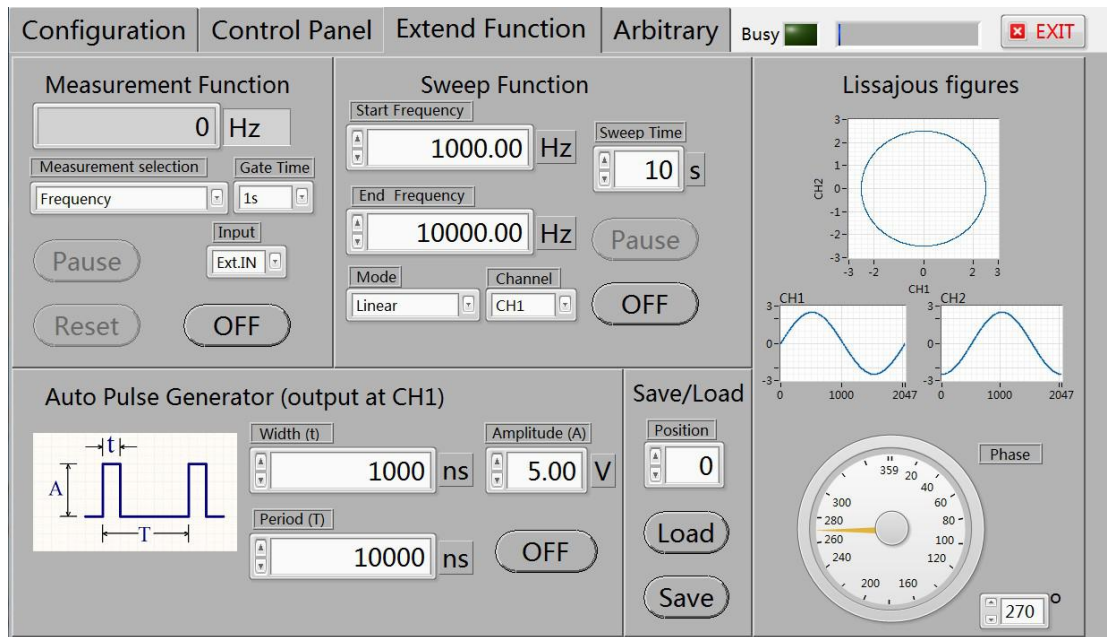 Configuration Control Panel Extend Function Arbitrary Busy EXIT
Measurement Function
0 Hz
Measurement selection Gate Time
Frequency 1s
Input
Pause Ext.IN
Reset OFF
Sweep Function
Start Frequency
1000.00 Hz
Sweep Time
10 s
End Frequency
10000.00 Hz
Pause
Mode Channel
Linear CH1
OFF
Lissajous figures
3
2
1
0
-1
-2
-3
CH2
-3 -2 0 2 3
CH1
CH1
3
0
-3
0 1000 2047
CH2
3
0
-3
0 1000 2047
Auto Pulse Generator (output at CH1)
t
A
T
Width (t)
1000 ns
Amplitude (A)
5.00 V
Period (T)
10000 ns
OFF
Save/Load
Position
0
Load
Save
Phase
359 20
40
300 60
280 80
260 100
240 120
200 160
270 °